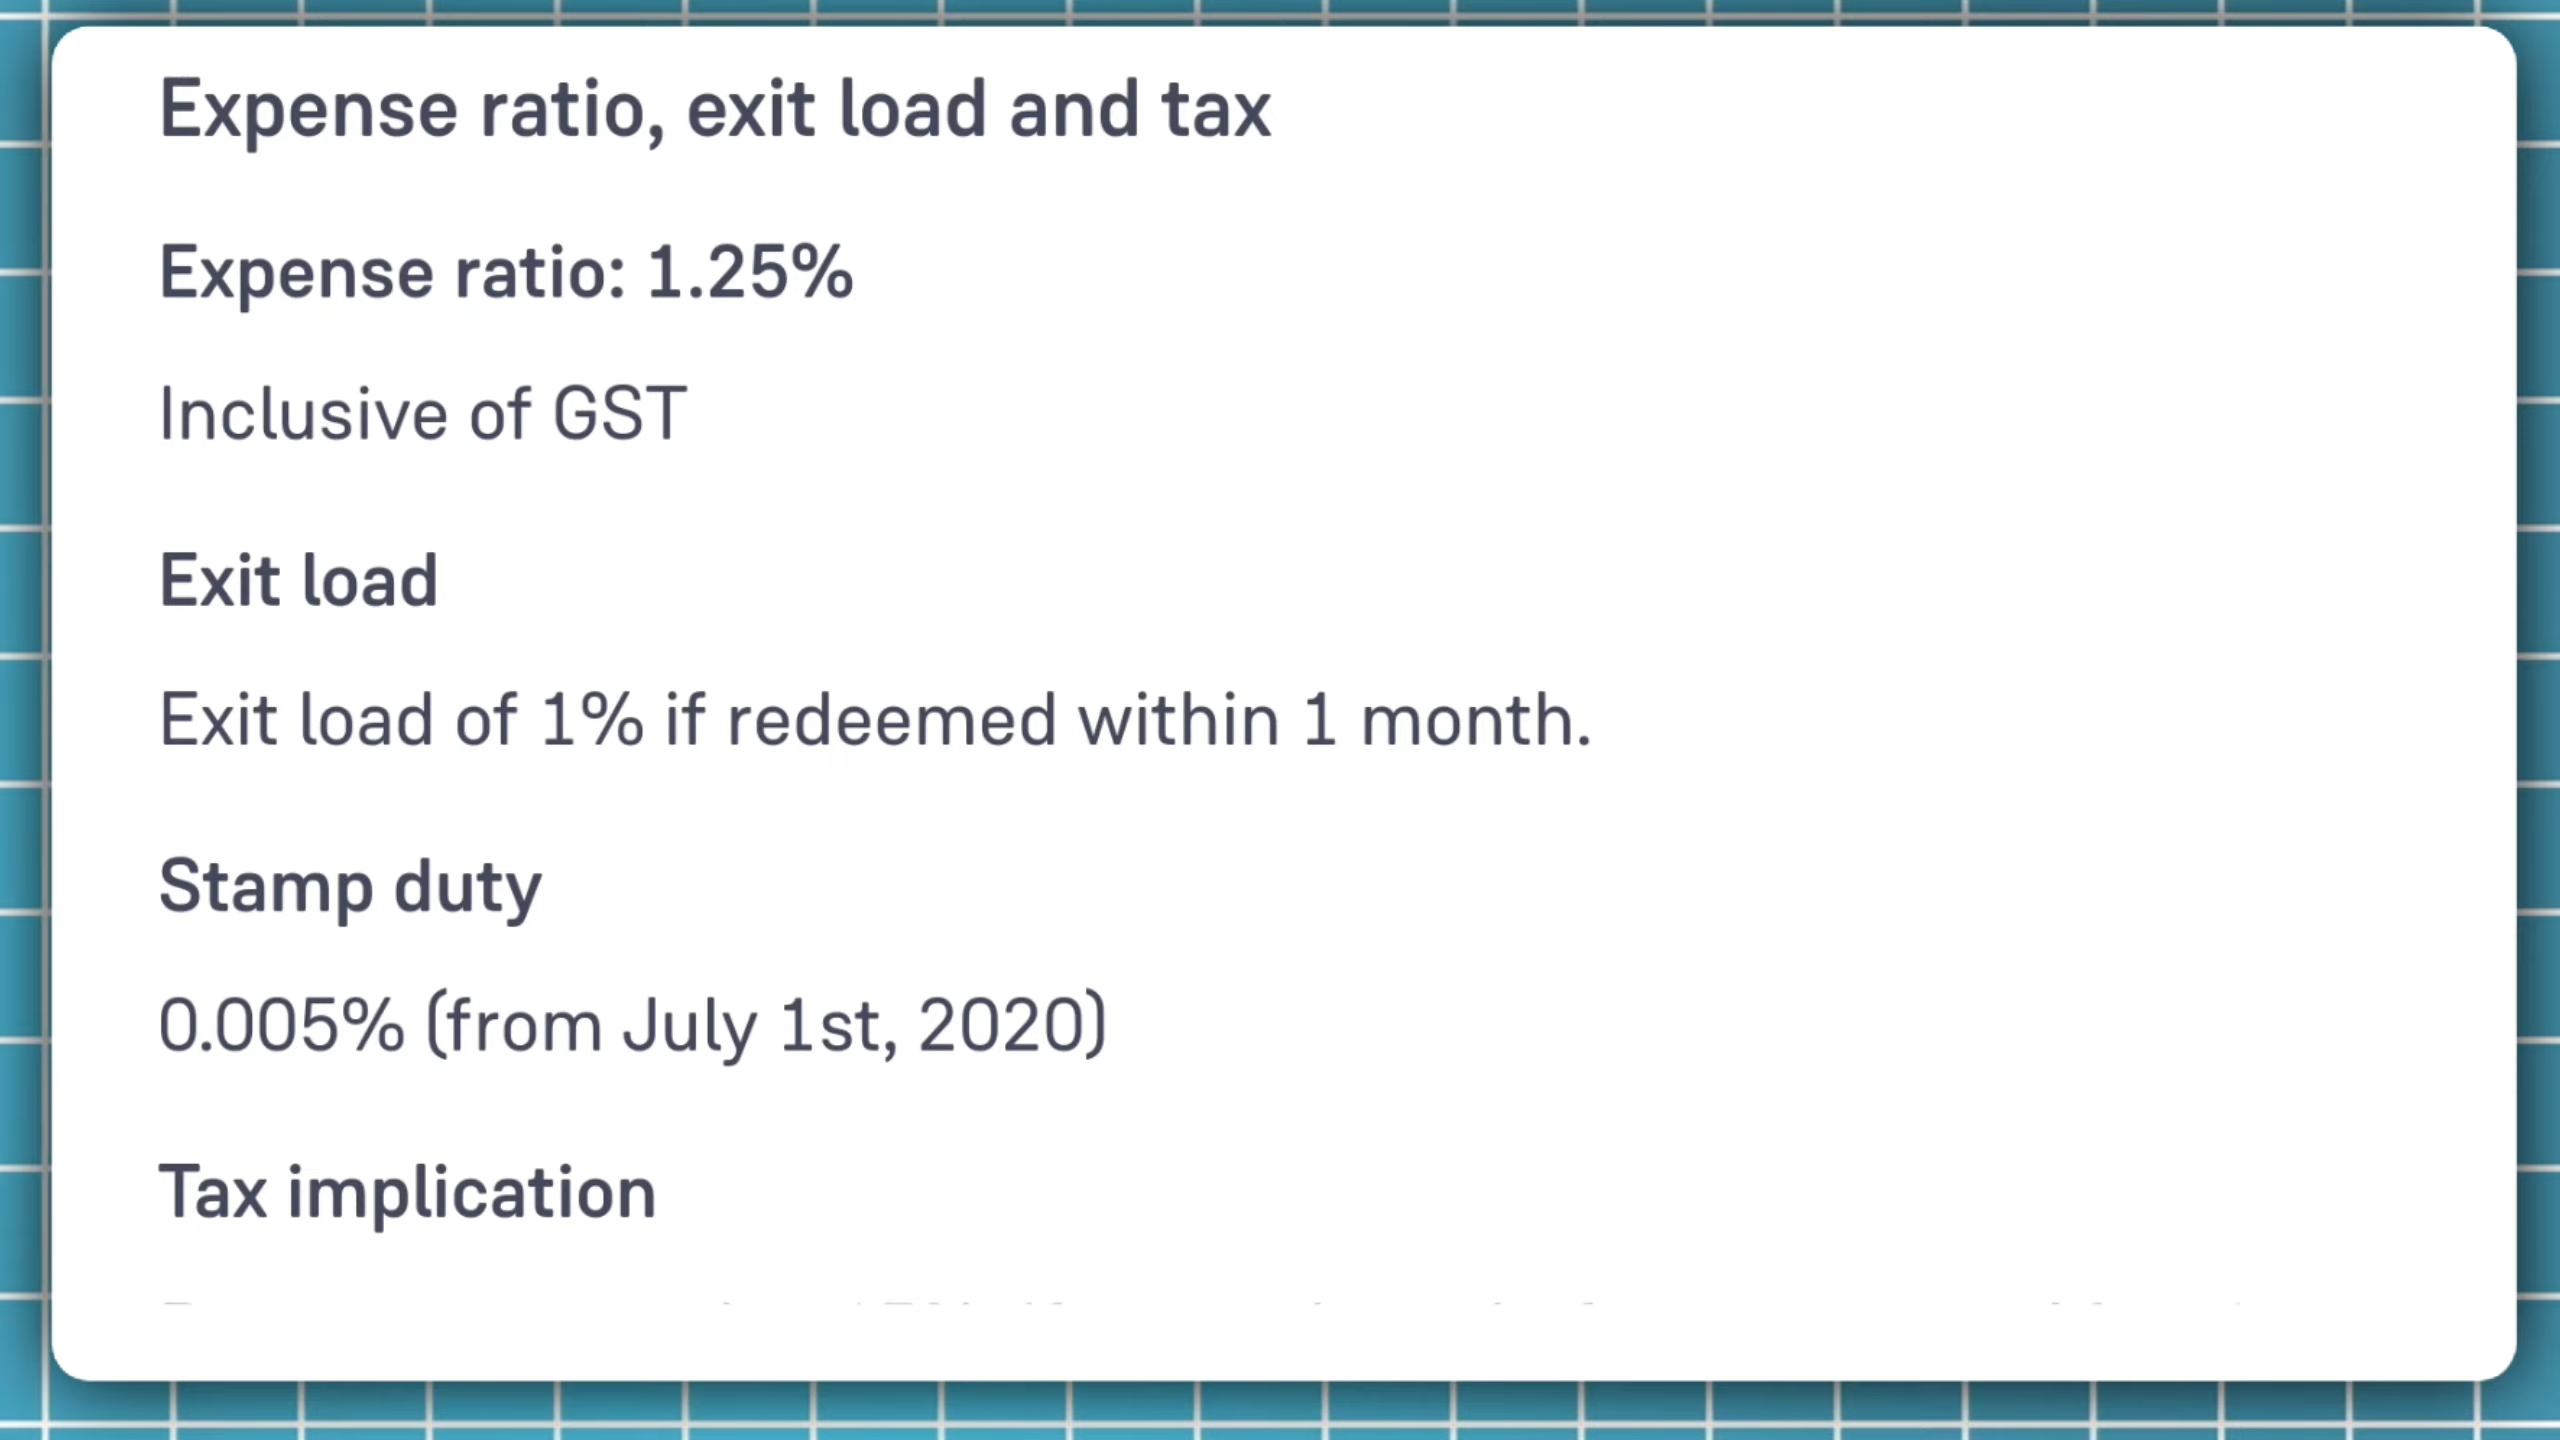 Expense ratio, exit load and tax
Expense ratio: 1.25%
Inclusive of GST
Exit load
Exit load of 1% if redeemed within 1 month.
Stamp duty
0.005% (from July 1st, 2020)
Tax implication